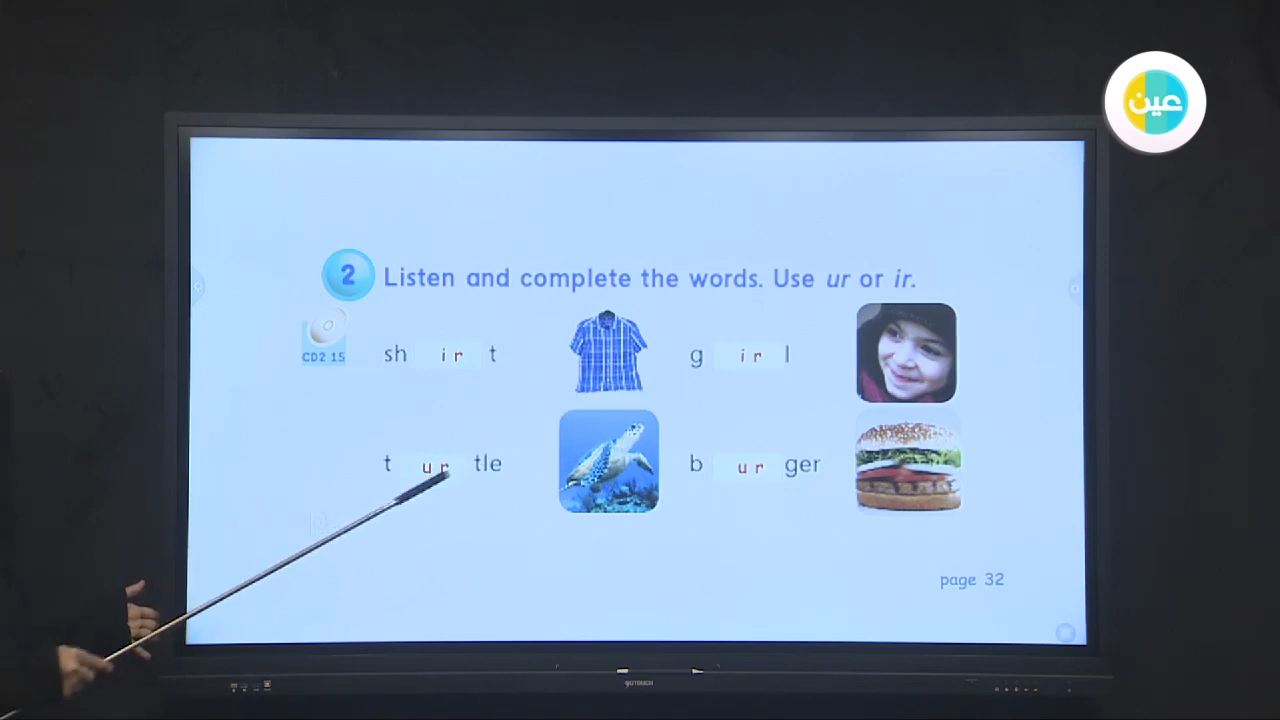 عين
2 Listen and complete the words. Use ur or ir.
CD2 15
sh ir t
g ir l
t ur tle
b ur ger
page 32